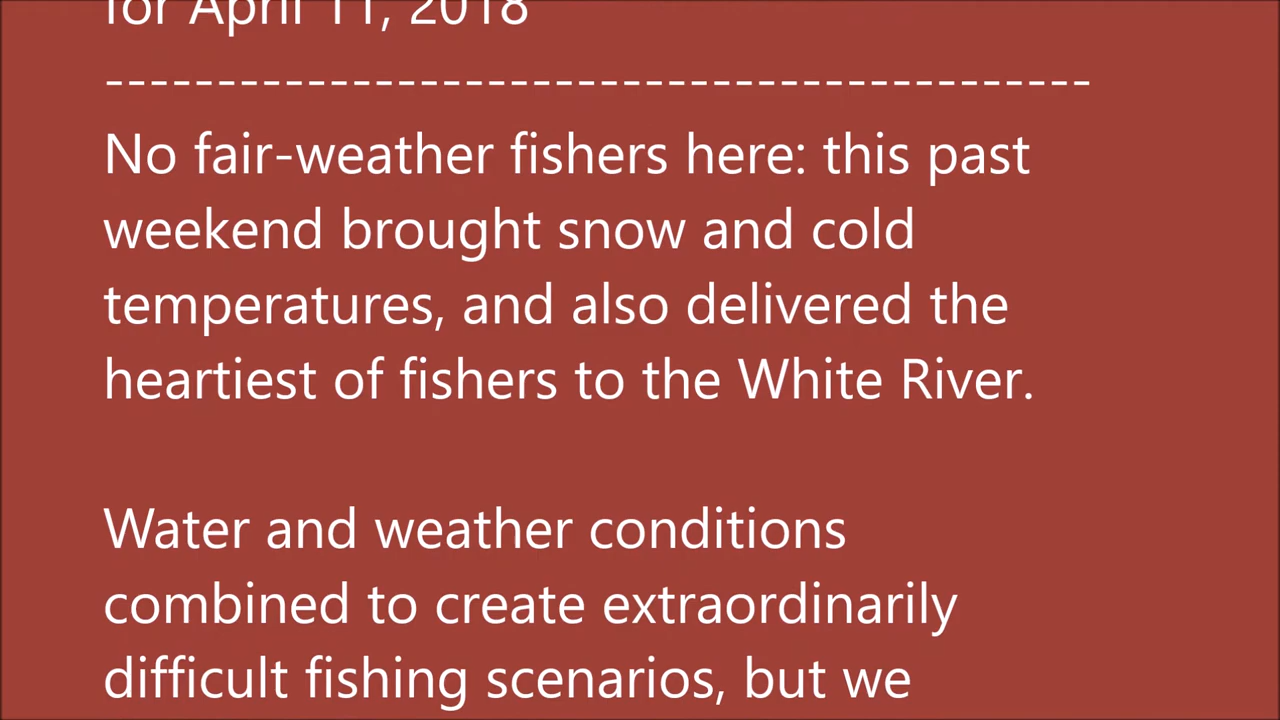 for April 11, 2018
---------------------------------------------
No fair-weather fishers here: this past
weekend brought snow and cold
temperatures, and also delivered the
heartiest of fishers to the White River.
Water and weather conditions
combined to create extraordinarily
difficult fishing scenarios, but we